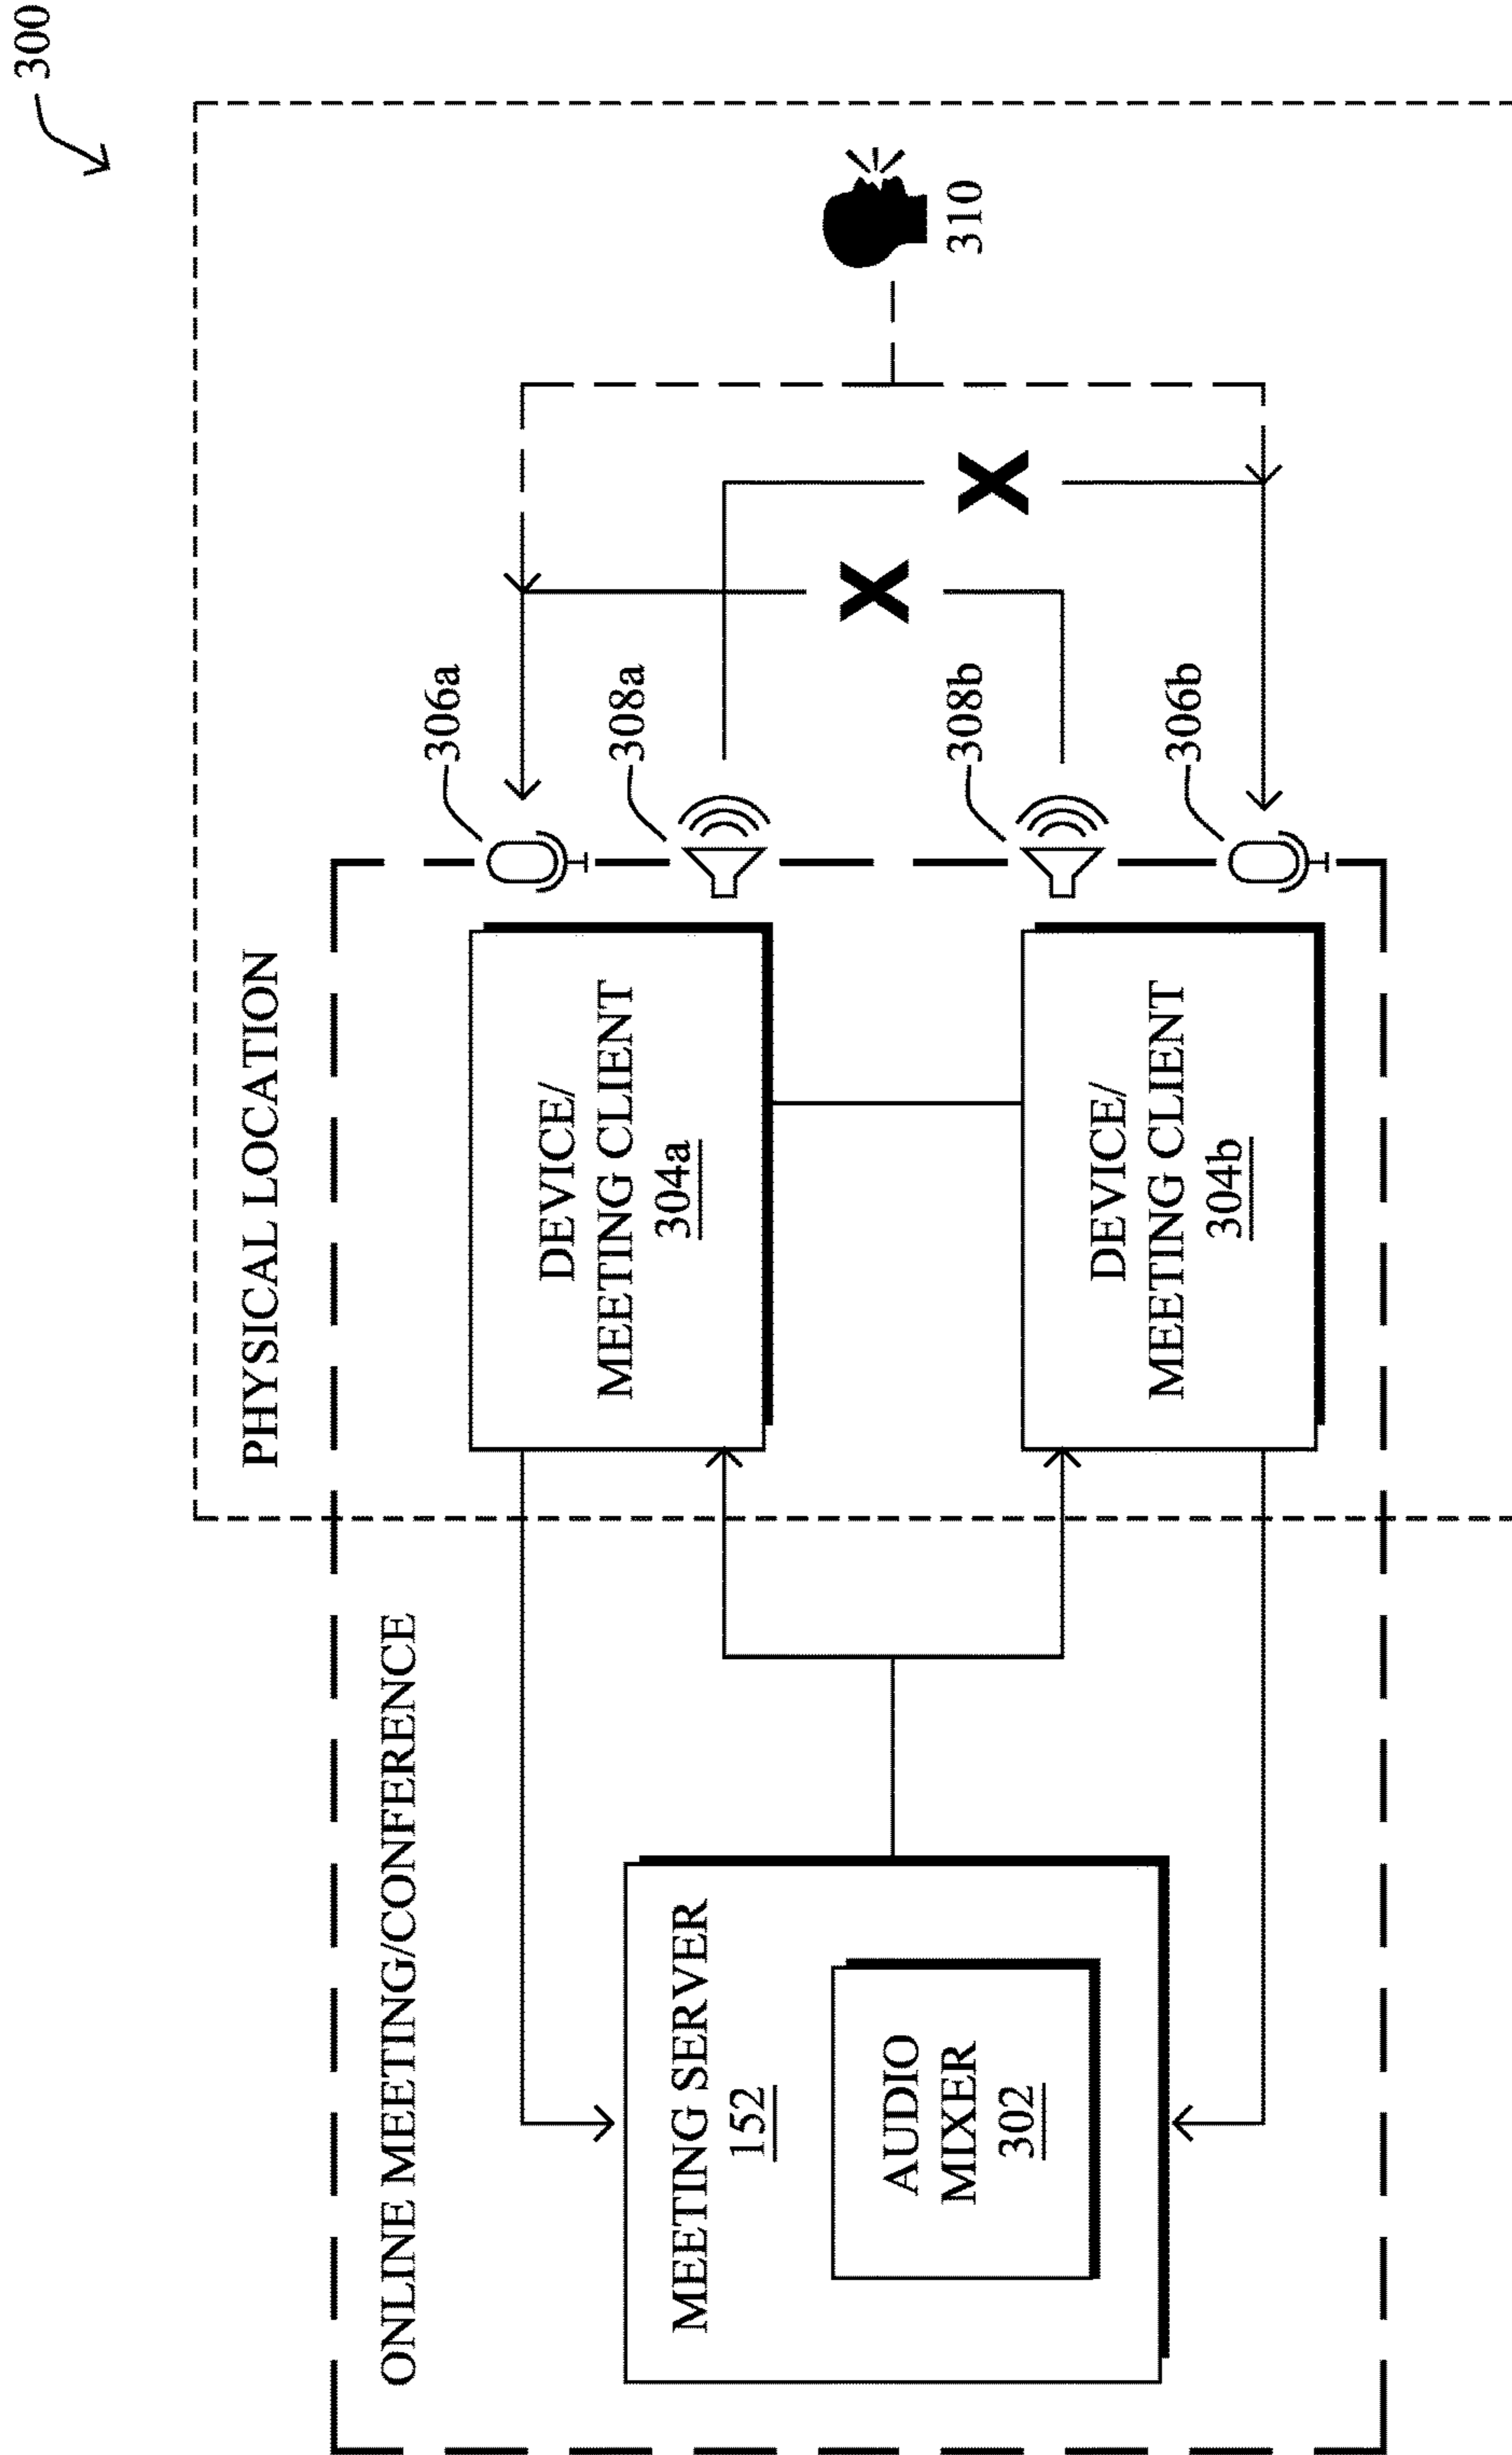 300
PHYSICAL LOCATION
ONLINE MEETING/CONFERENCE
MEETING SERVER
152
AUDIO
MIXER
302
DEVICE/
MEETING CLIENT
304a
DEVICE/
MEETING CLIENT
304b
306a
308a
308b
306b
310